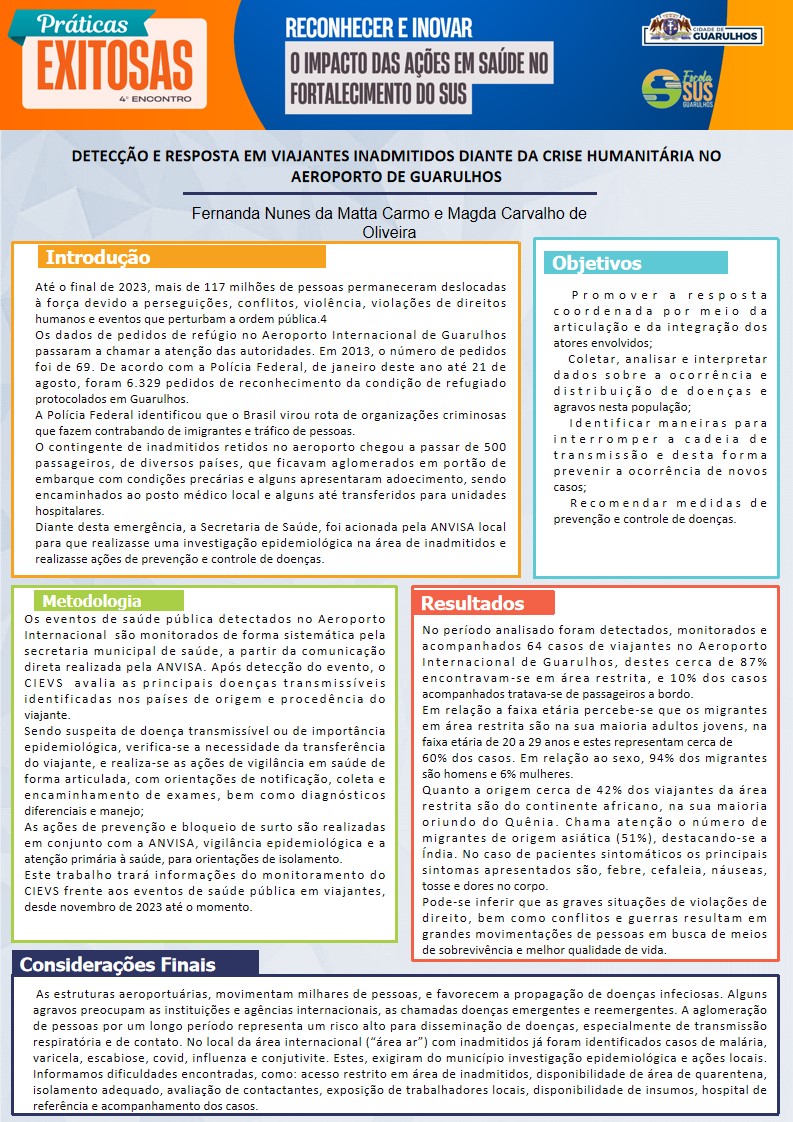 Práticas
EXITOSAS
4º ENCONTRO
RECONHECER E INOVAR
O IMPACTO DAS AÇÕES EM SAÚDE NO
FORTALECIMENTO DO SUS
CIDADE DE
GUARULHOS
Escola
SUS
GUARULHOS
DETECÇÃO E RESPOSTA EM VIAJANTES INADMITIDOS DIANTE DA CRISE HUMANITÁRIA NO
AEROPORTO DE GUARULHOS
Fernanda Nunes da Matta Carmo e Magda Carvalho de
Oliveira
Introdução
Até o final de 2023, mais de 117 milhões de pessoas permaneceram deslocadas
à força devido a perseguições, conflitos, violência, violações de direitos
humanos e eventos que perturbam a ordem pública.4
Os dados de pedidos de refúgio no Aeroporto Internacional de Guarulhos
passaram a chamar a atenção das autoridades. Em 2013, o número de pedidos
foi de 69. De acordo com a Polícia Federal, de janeiro deste ano até 21 de
agosto, foram 6.329 pedidos de reconhecimento da condição de refugiado
protocolados em Guarulhos.
A Polícia Federal identificou que o Brasil virou rota de organizações criminosas
que fazem contrabando de imigrantes e tráfico de pessoas.
O contingente de inadmitidos retidos no aeroporto chegou a passar de 500
passageiros, de diversos países, que ficavam aglomerados em portão de
embarque com condições precárias e alguns apresentaram adoecimento, sendo
encaminhados ao posto médico local e alguns até transferidos para unidades
hospitalares.
Diante desta emergência, a Secretaria de Saúde, foi acionada pela ANVISA local
para que realizasse uma investigação epidemiológica na área de inadmitidos e
realizasse ações de prevenção e controle de doenças.
Objetivos
Promover a resposta
coordenada por meio da
articulação e da integração dos
atores envolvidos;
Coletar, analisar e interpretar
dados sobre a ocorrência e
distribuição de doenças e
agravos nesta população;
Identificar maneiras para
interromper a cadeia de
transmissão e desta forma
prevenir a ocorrência de novos
casos;
Recomendar medidas de
prevenção e controle de doenças.
Metodologia
Os eventos de saúde pública detectados no Aeroporto
Internacional são monitorados de forma sistemática pela
secretaria municipal de saúde, a partir da comunicação
direta realizada pela ANVISA. Após detecção do evento, o
CIEVS avalia as principais doenças transmissíveis
identificadas nos países de origem e procedência do
viajante.
Sendo suspeita de doença transmissível ou de importância
epidemiológica, verifica-se a necessidade da transferência
do viajante, e realiza-se as ações de vigilância em saúde de
forma articulada, com orientações de notificação, coleta e
encaminhamento de exames, bem como diagnósticos
diferenciais e manejo;
As ações de prevenção e bloqueio de surto são realizadas
em conjunto com a ANVISA, vigilância epidemiológica e a
atenção primária à saúde, para orientações de isolamento.
Este trabalho trará informações do monitoramento do
CIEVS frente aos eventos de saúde pública em viajantes,
desde novembro de 2023 até o momento.
Resultados
No período analisado foram detectados, monitorados e
acompanhados 64 casos de viajantes no Aeroporto
Internacional de Guarulhos, destes cerca de 87%
encontravam-se em área restrita, e 10% dos casos
acompanhados tratava-se de passageiros a bordo.
Em relação a faixa etária percebe-se que os migrantes
em área restrita são na sua maioria adultos jovens, na
faixa etária de 20 a 29 anos e estes representam cerca de
60% dos casos. Em relação ao sexo, 94% dos migrantes
são homens e 6% mulheres.
Quanto a origem cerca de 42% dos viajantes da área
restrita são do continente africano, na sua maioria
oriundo do Quênia. Chama atenção o número de
migrantes de origem asiática (51%), destacando-se a
Índia. No caso de pacientes sintomáticos os principais
sintomas apresentados são, febre, cefaleia, náuseas,
tosse e dores no corpo.
Pode-se inferir que as graves situações de violações de
direito, bem como conflitos e guerras resultam em
grandes movimentações de pessoas em busca de meios
de sobrevivência e melhor qualidade de vida.
Considerações Finais
As estruturas aeroportuárias, movimentam milhares de pessoas, e favorecem a propagação de doenças infeciosas. Alguns
agravos preocupam as instituições e agências internacionais, as chamadas doenças emergentes e reemergentes. A aglomeração
de pessoas por um longo período representa um risco alto para disseminação de doenças, especialmente de transmissão
respiratória e de contato. No local da área internacional (“área ar”) com inadmitidos já foram identificados casos de malária,
varicela, escabiose, covid, influenza e conjutivite. Estes, exigiram do município investigação epidemiológica e ações locais.
Informamos dificuldades encontradas, como: acesso restrito em área de inadmitidos, disponibilidade de área de quarentena,
isolamento adequado, avaliação de contactantes, exposição de trabalhadores locais, disponibilidade de insumos, hospital de
referência e acompanhamento dos casos.